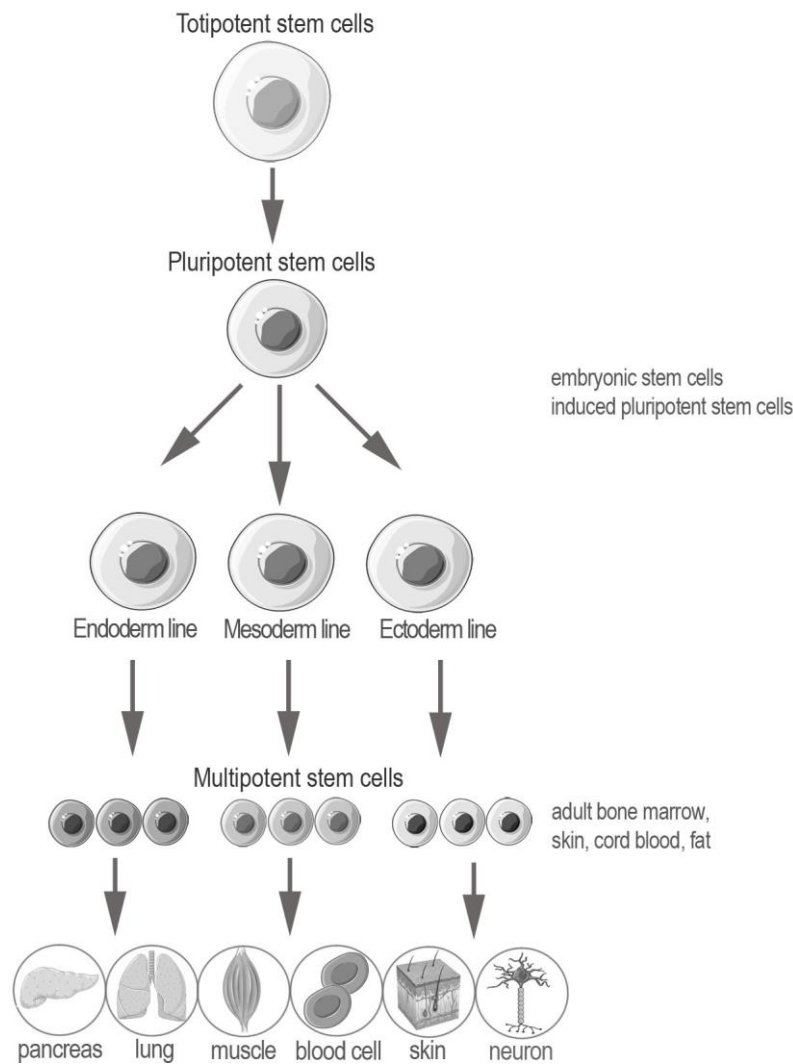 Totipotent stem cells
Pluripotent stem cells
embryonic stem cells
induced pluripotent stem cells
Endoderm line
Mesoderm line
Ectoderm line
Multipotent stem cells
adult bone marrow,
skin, cord blood, fat
pancreas
lung
muscle
blood cell
skin
neuron